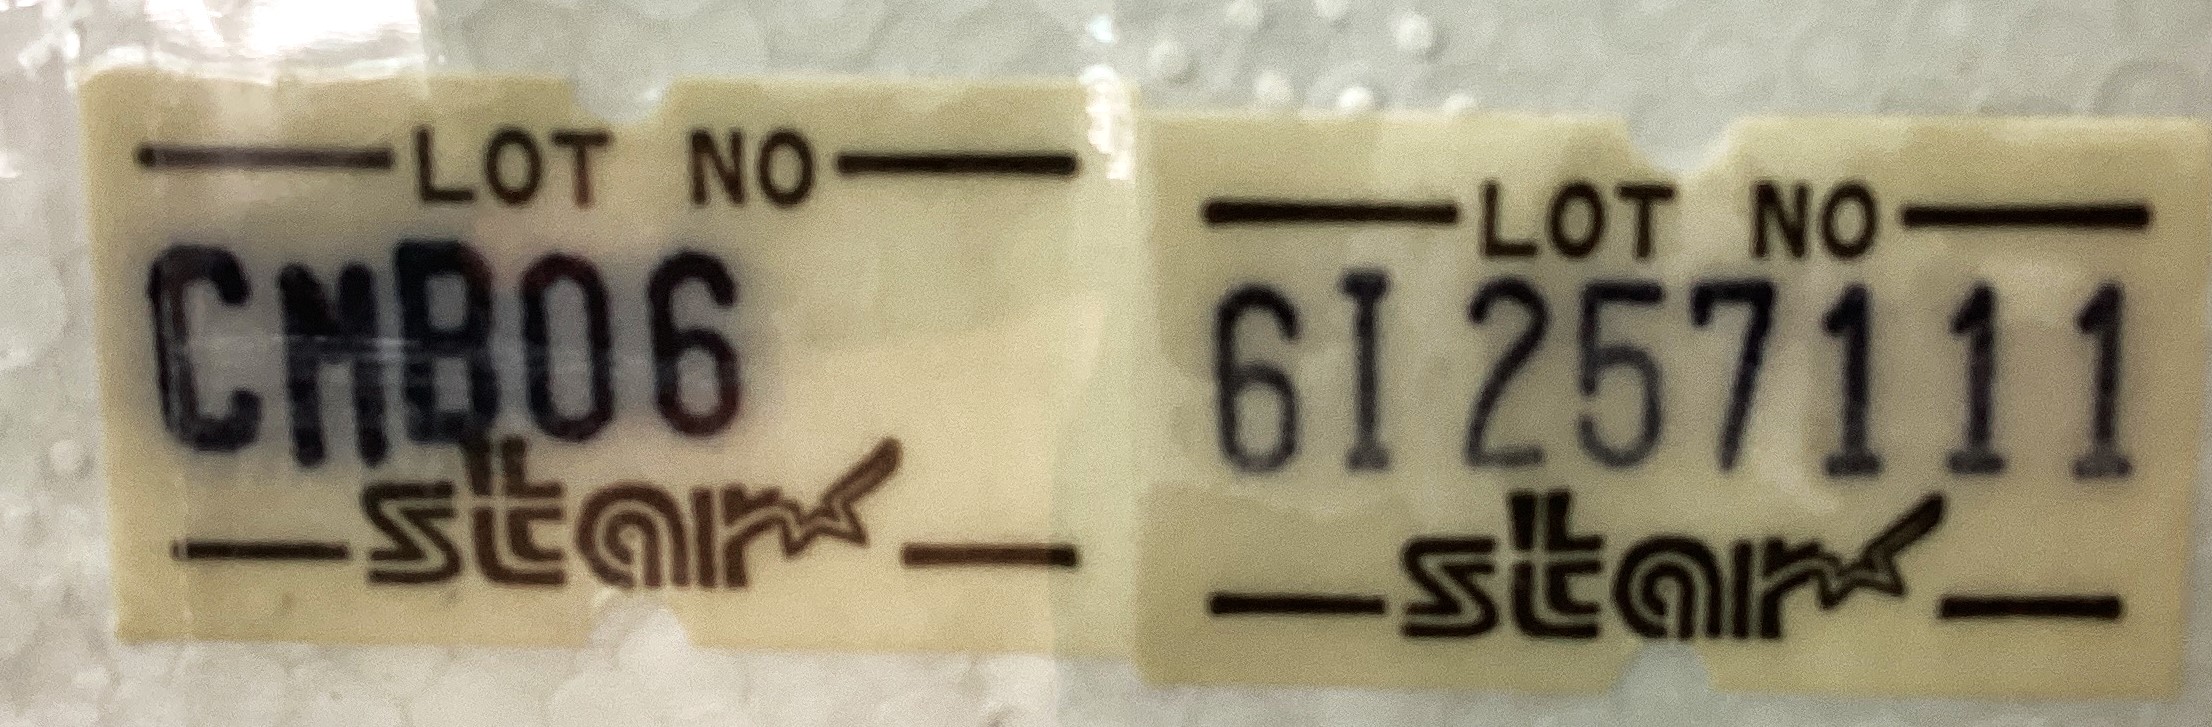 LOT NO
CMB06
star
LOT NO
6I257111
star